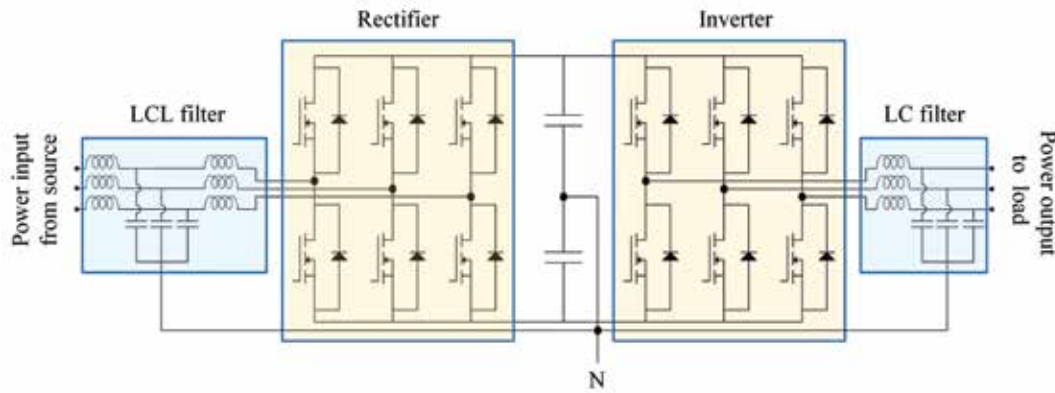 Rectifier
Inverter
LCL filter
LC filter
Power input
from source
Power output
to load
N